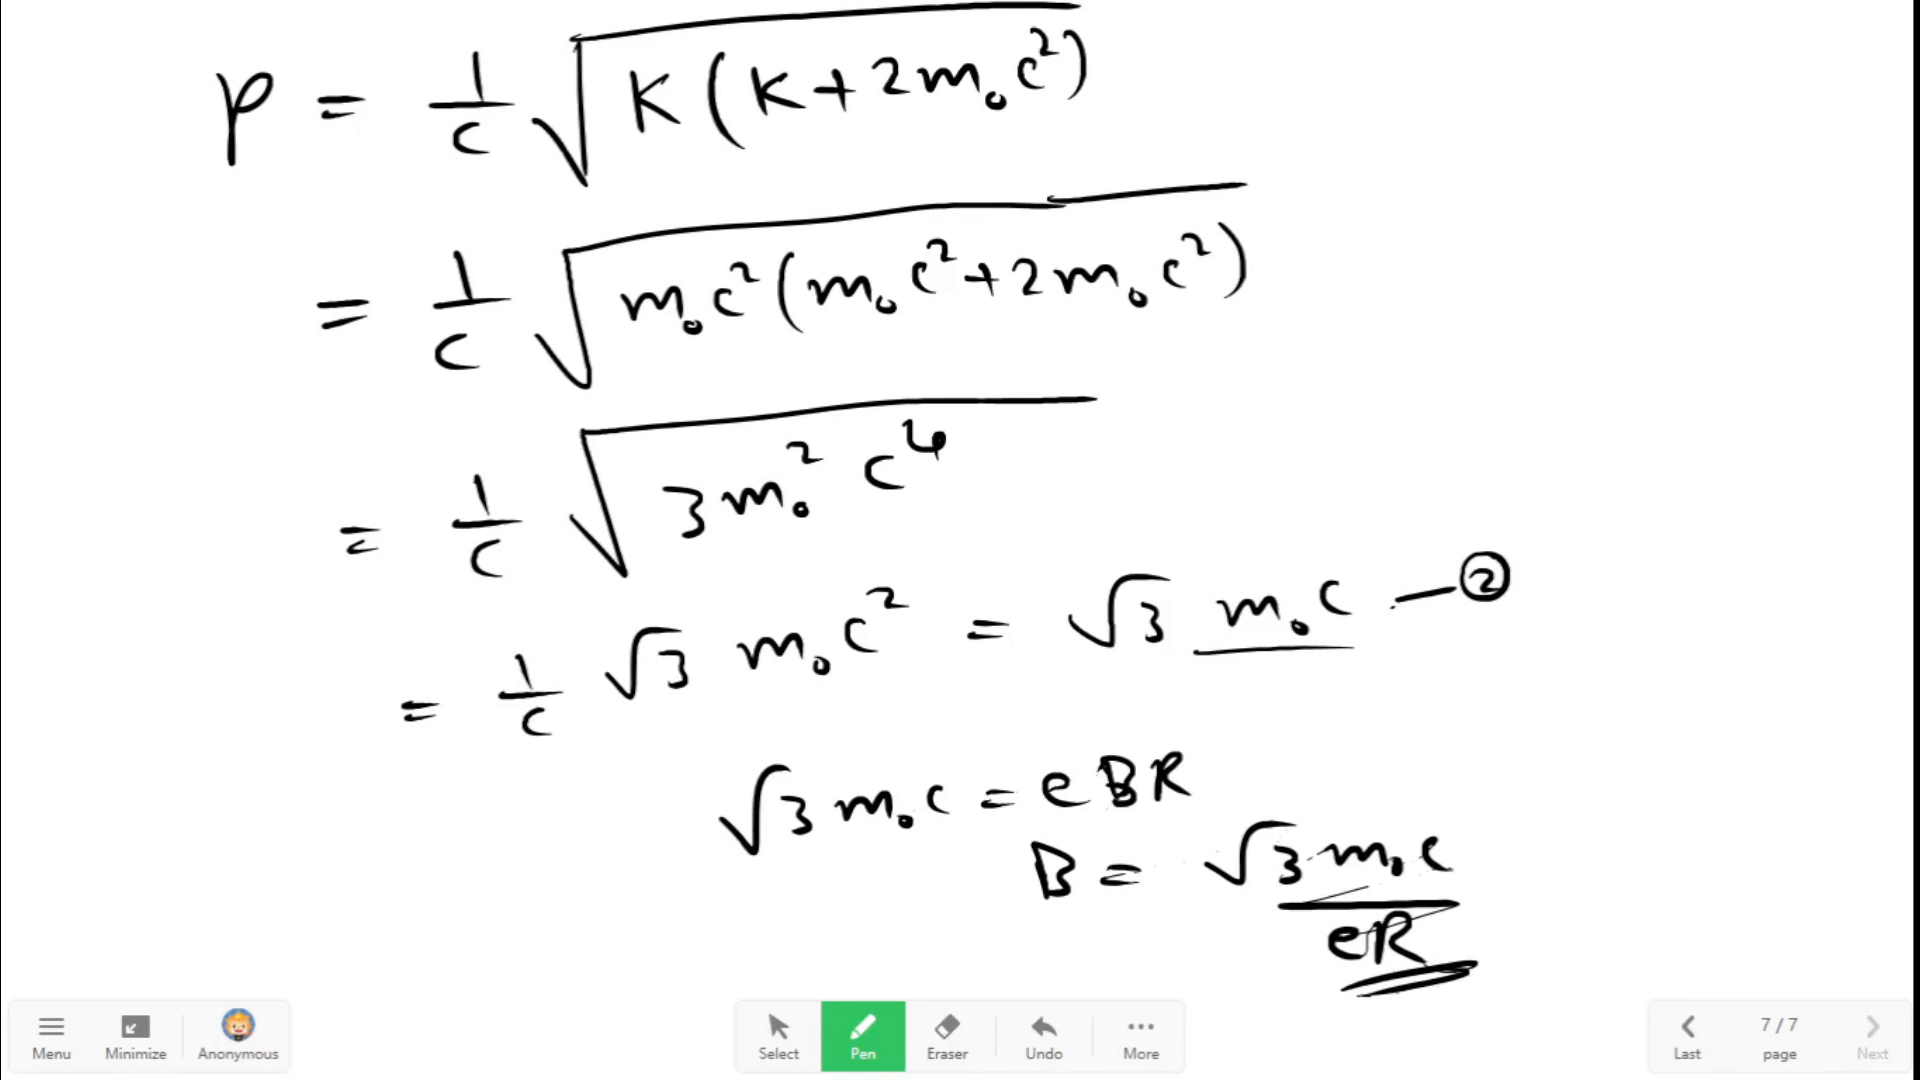 p = 1/c √K(K+2m₀c²)
= 1/c √m₀c²(m₀c²+2m₀c²)
= 1/c √3m₀²c⁴
= 1/c √3 m₀c² = √3 m₀c —②
√3 m₀c = eBR
B = √3 m₀c / eR
Menu Minimize Anonymous Select Pen Eraser Undo More Last 7/7 page Next